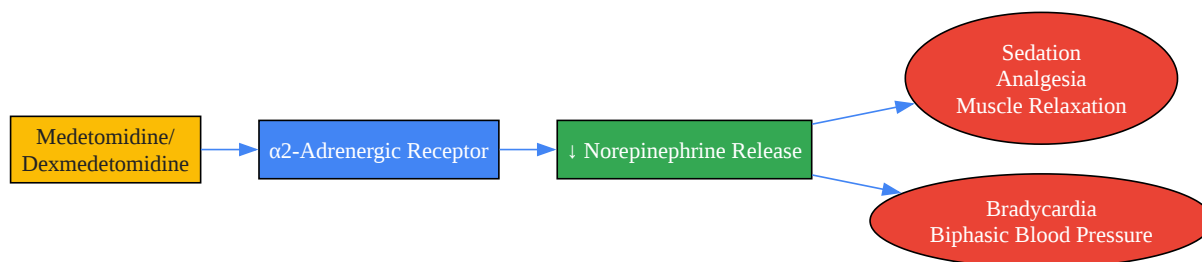 Medetomidine/
Dexmedetomidine
α2-Adrenergic Receptor
↓ Norepinephrine Release
Sedation
Analgesia
Muscle Relaxation
Bradycardia
Biphasic Blood Pressure